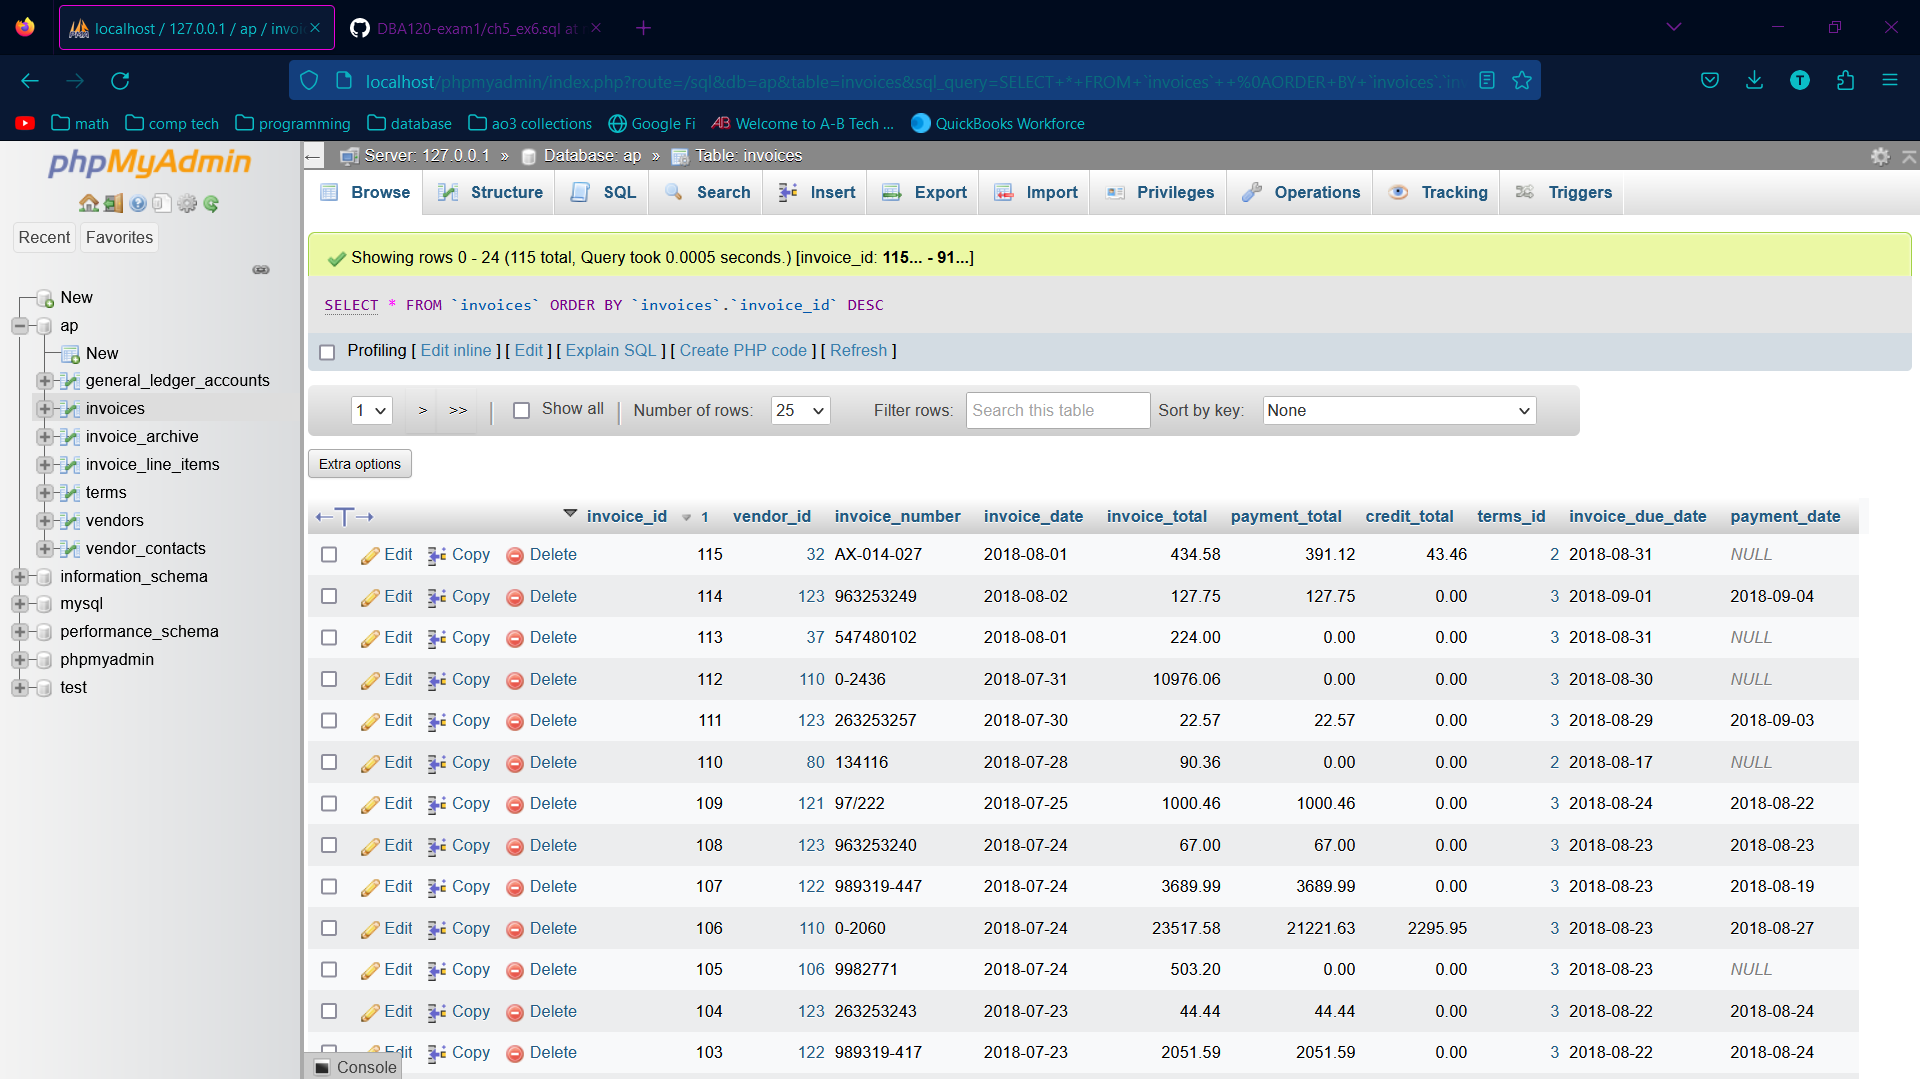 localhost / 127.0.0.1 / ap / invoi
DBA120-exam1/ch5_ex6.sql at
localhost/phpmyadmin/index.php?route=/sql&db=ap&table=invoices&sql_query=SELECT+*+FROM+`invoices`++%0AORDER+BY+`invoices`.`inv
math
comp tech
programming
database
ao3 collections
Google Fi
AB Welcome to A-B Tech ...
QuickBooks Workforce
phpMyAdmin
Recent Favorites
New
ap
New
general_ledger_accounts
invoices
invoice_archive
invoice_line_items
terms
vendors
vendor_contacts
information_schema
mysql
performance_schema
phpmyadmin
test
Server: 127.0.0.1 » Database: ap » Table: invoices
Browse Structure SQL Search Insert Export Import Privileges Operations Tracking Triggers
Showing rows 0 - 24 (115 total, Query took 0.0005 seconds.) [invoice_id: 115... - 91...]
SELECT * FROM `invoices` ORDER BY `invoices`.`invoice_id` DESC
Profiling [ Edit inline ] [ Edit ] [ Explain SQL ] [ Create PHP code ] [ Refresh ]
1 > >> | Show all | Number of rows: 25 Filter rows: Search this table Sort by key: None
Extra options
invoice_id 1 vendor_id invoice_number invoice_date invoice_total payment_total credit_total terms_id invoice_due_date payment_date
Edit Copy Delete 115 32 AX-014-027 2018-08-01 434.58 391.12 43.46 2 2018-08-31 NULL
Edit Copy Delete 114 123 963253249 2018-08-02 127.75 127.75 0.00 3 2018-09-01 2018-09-04
Edit Copy Delete 113 37 547480102 2018-08-01 224.00 0.00 0.00 3 2018-08-31 NULL
Edit Copy Delete 112 110 0-2436 2018-07-31 10976.06 0.00 0.00 3 2018-08-30 NULL
Edit Copy Delete 111 123 263253257 2018-07-30 22.57 22.57 0.00 3 2018-08-29 2018-09-03
Edit Copy Delete 110 80 134116 2018-07-28 90.36 0.00 0.00 2 2018-08-17 NULL
Edit Copy Delete 109 121 97/222 2018-07-25 1000.46 1000.46 0.00 3 2018-08-24 2018-08-22
Edit Copy Delete 108 123 963253240 2018-07-24 67.00 67.00 0.00 3 2018-08-23 2018-08-23
Edit Copy Delete 107 122 989319-447 2018-07-24 3689.99 3689.99 0.00 3 2018-08-23 2018-08-19
Edit Copy Delete 106 110 0-2060 2018-07-24 23517.58 21221.63 2295.95 3 2018-08-23 2018-08-27
Edit Copy Delete 105 106 9982771 2018-07-24 503.20 0.00 0.00 3 2018-08-23 NULL
Edit Copy Delete 104 123 263253243 2018-07-23 44.44 44.44 0.00 3 2018-08-22 2018-08-24
Edit Copy Delete 103 122 989319-417 2018-07-23 2051.59 2051.59 0.00 3 2018-08-22 2018-08-24
Console